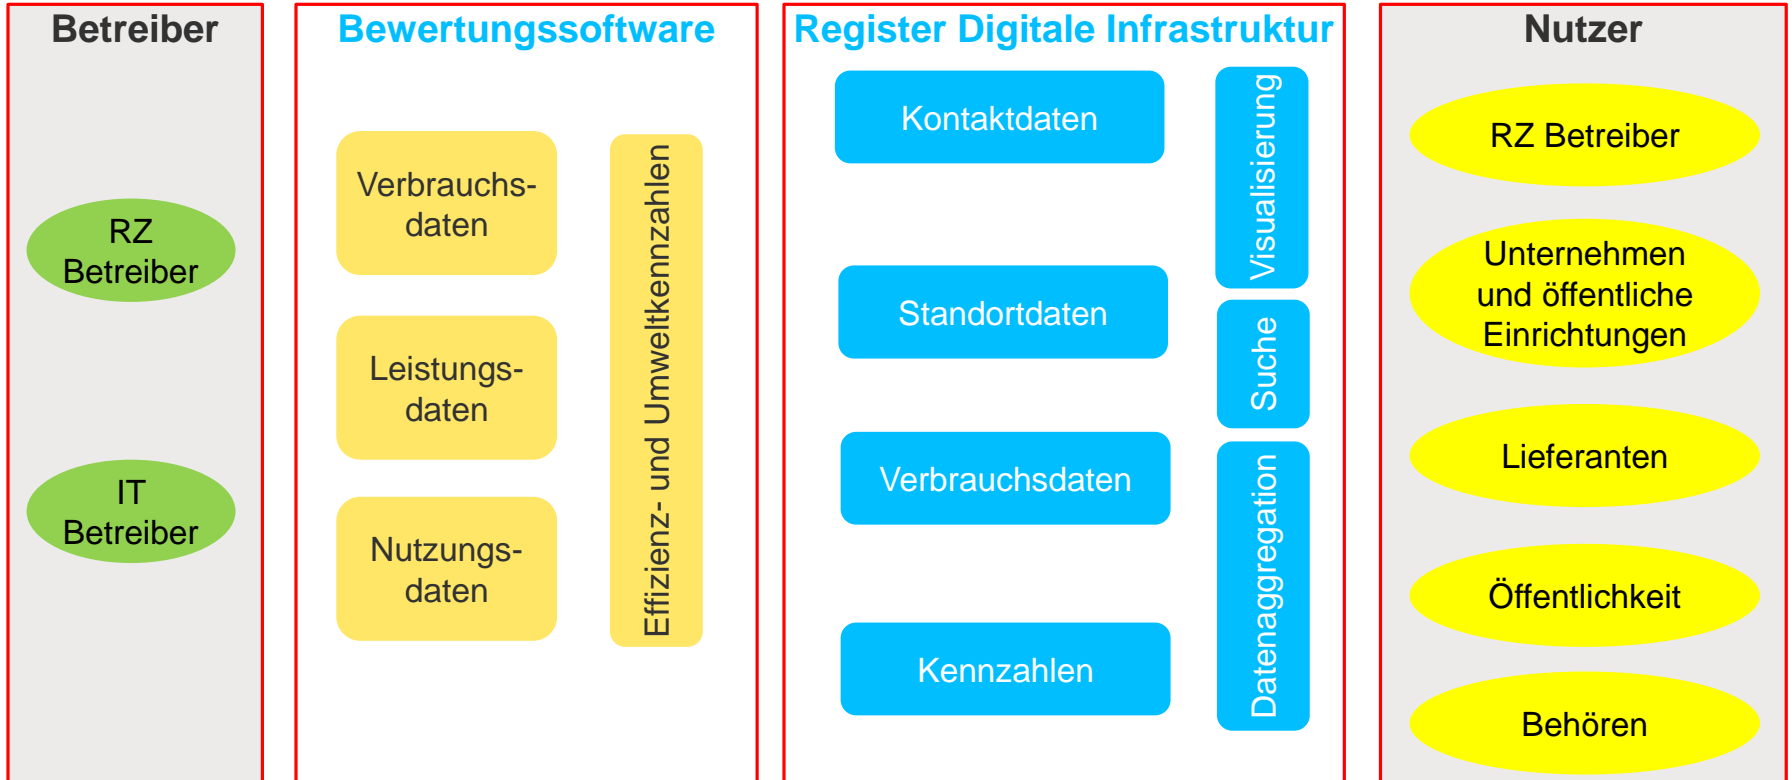 Betreiber
RZ
Betreiber
IT
Betreiber
Bewertungssoftware
Verbrauchs-
daten
Leistungs-
daten
Nutzungs-
daten
Effizienz- und Umweltkennzahlen
Register Digitale Infrastruktur
Kontaktdaten
Standortdaten
Verbrauchsdaten
Kennzahlen
Visualisierung
Suche
Datenaggregation
Nutzer
RZ Betreiber
Unternehmen
und öffentliche
Einrichtungen
Lieferanten
Öffentlichkeit
Behören